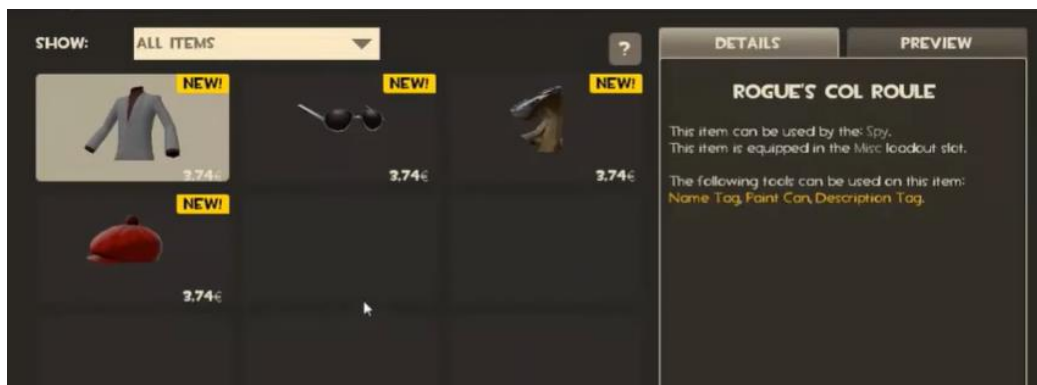 SHOW:
ALL ITEMS
?
DETAILS
PREVIEW
NEW!
NEW!
NEW!
3,74€
3,74€
3,74€
NEW!
3,74€
ROGUE'S COL ROULE
This item can be used by the: Spy.
This item is equipped in the Misc loadout slot.
The following tools can be used on this item:
Name Tag, Paint Can, Description Tag.